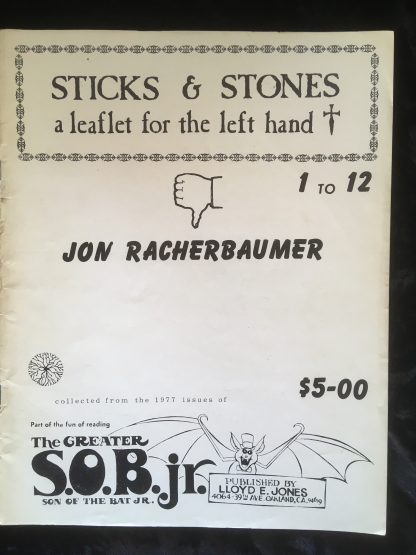 STICKS & STONES
a leaflet for the left hand †
1 TO 12
JON RACHERBAUMER
$5-00
collected from the 1977 issues of
Part of the fun of reading
The GREATER
S.O.B. jr.
SON OF THE BAT JR.
PUBLISHED BY
LLOYD E. JONES
4064-39TH AVE. OAKLAND, CA.